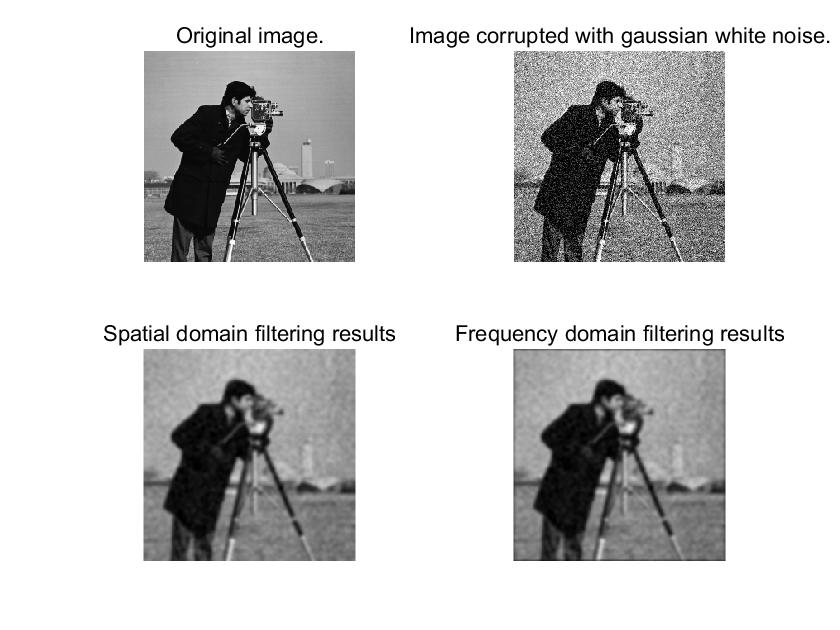 Original image.
Image corrupted with gaussian white noise.
Spatial domain filtering results
Frequency domain filtering results